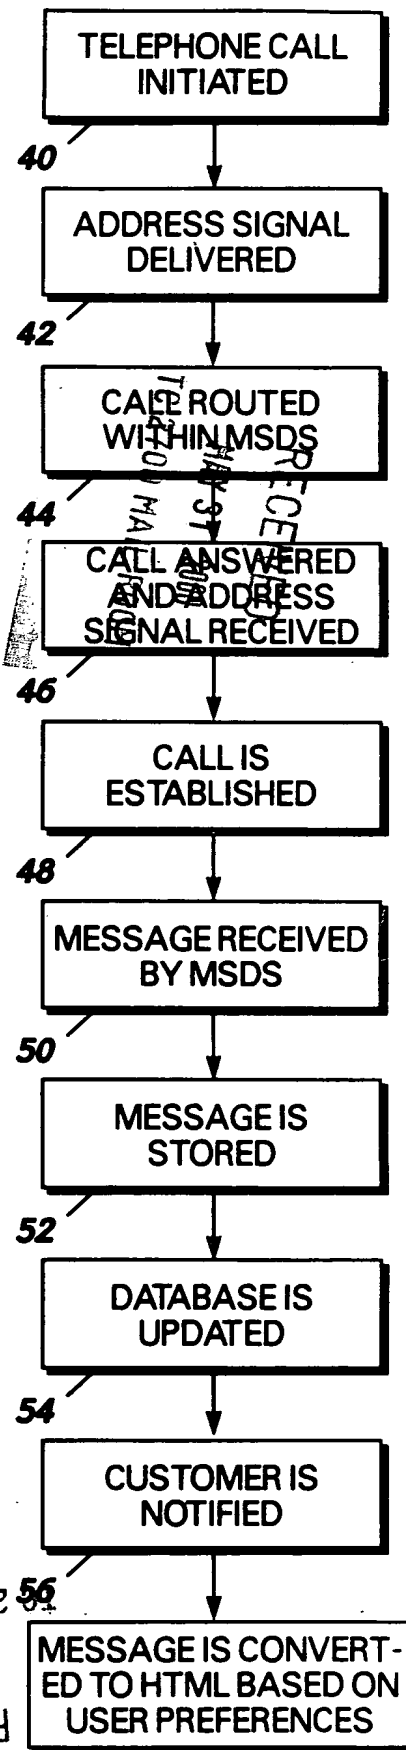 TELEPHONE CALL
INITIATED
40
ADDRESS SIGNAL
DELIVERED
42
CALL ROUTED
WITHIN MSDS
44
RECEIVED
CALL ANSWERED
AND ADDRESS
SIGNAL RECEIVED
46
CALL IS
ESTABLISHED
48
MESSAGE RECEIVED
BY MSDS
50
MESSAGE IS
STORED
52
DATABASE IS
UPDATED
54
CUSTOMER IS
NOTIFIED
56
MESSAGE IS CONVERT-
ED TO HTML BASED ON
USER PREFERENCES